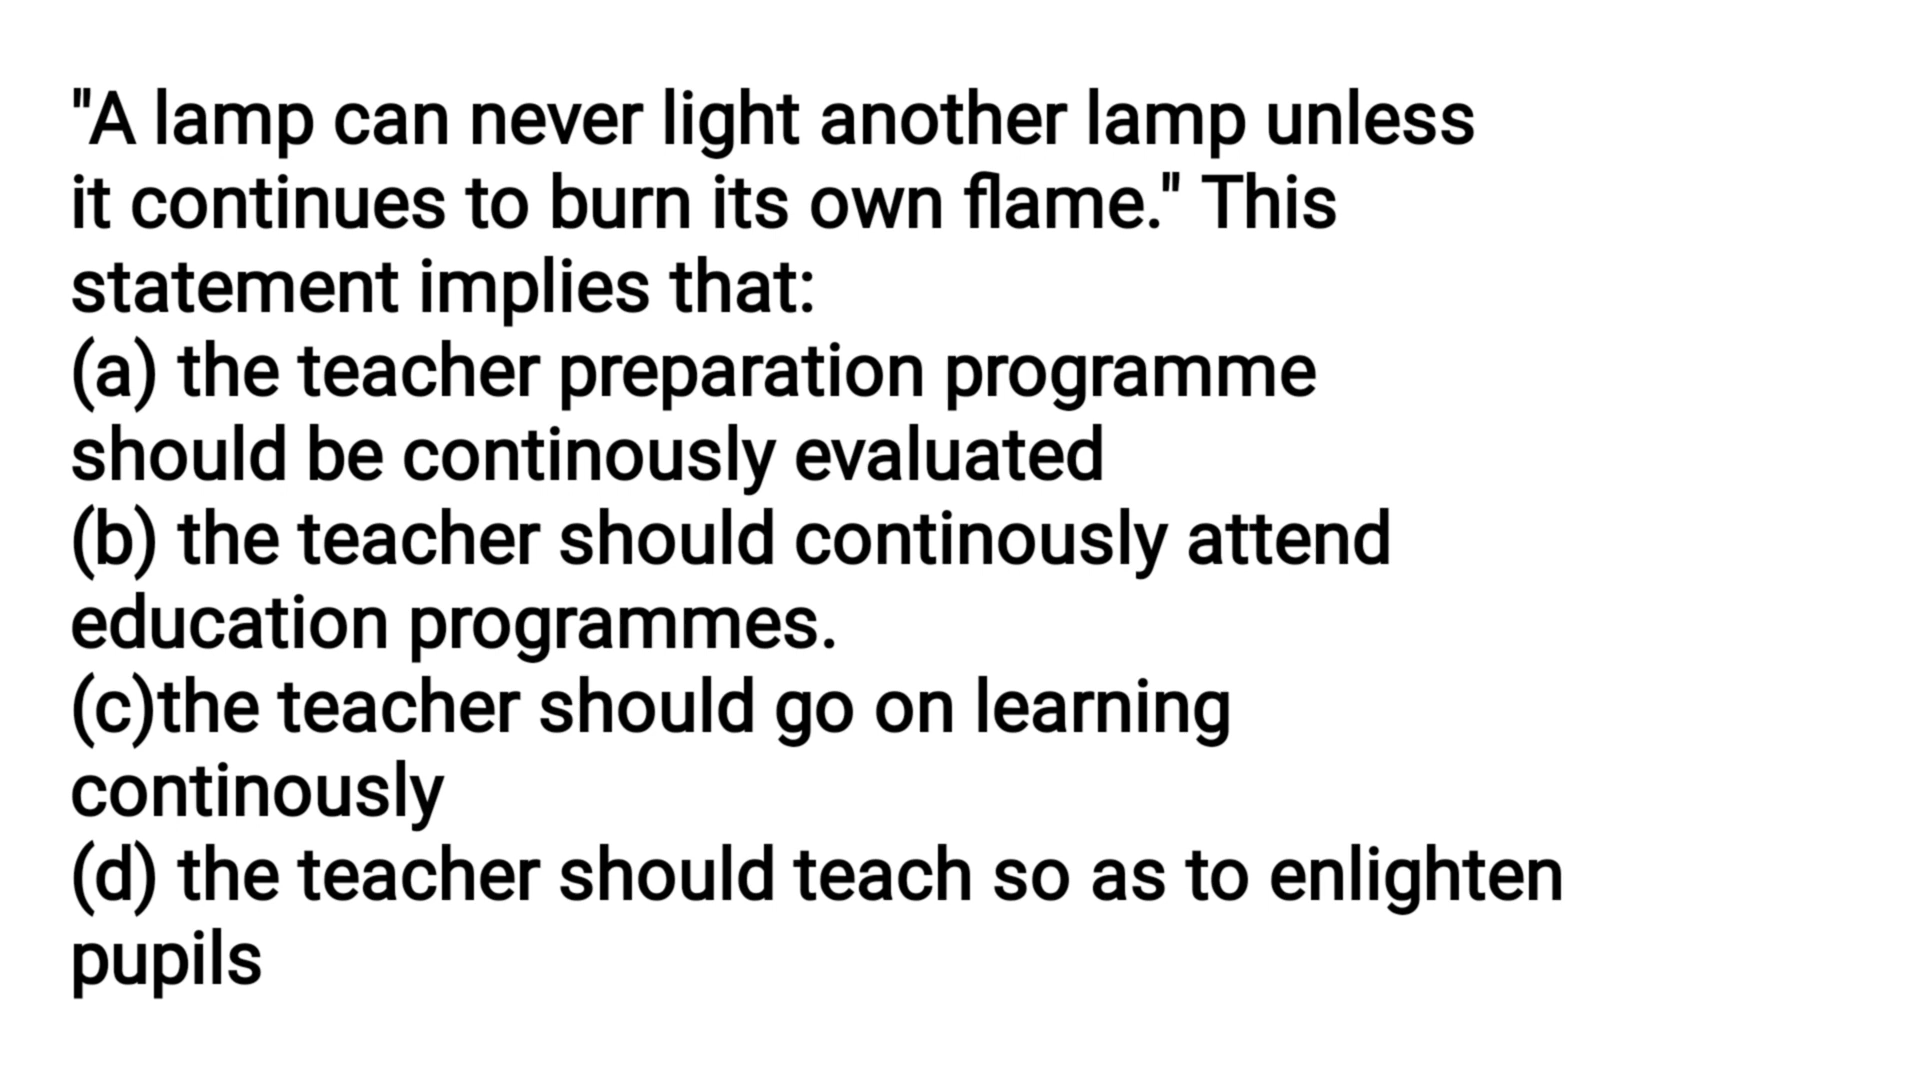 "A lamp can never light another lamp unless
it continues to burn its own flame." This
statement implies that:
(a) the teacher preparation programme
should be continously evaluated
(b) the teacher should continously attend
education programmes.
(c)the teacher should go on learning
continously
(d) the teacher should teach so as to enlighten
pupils